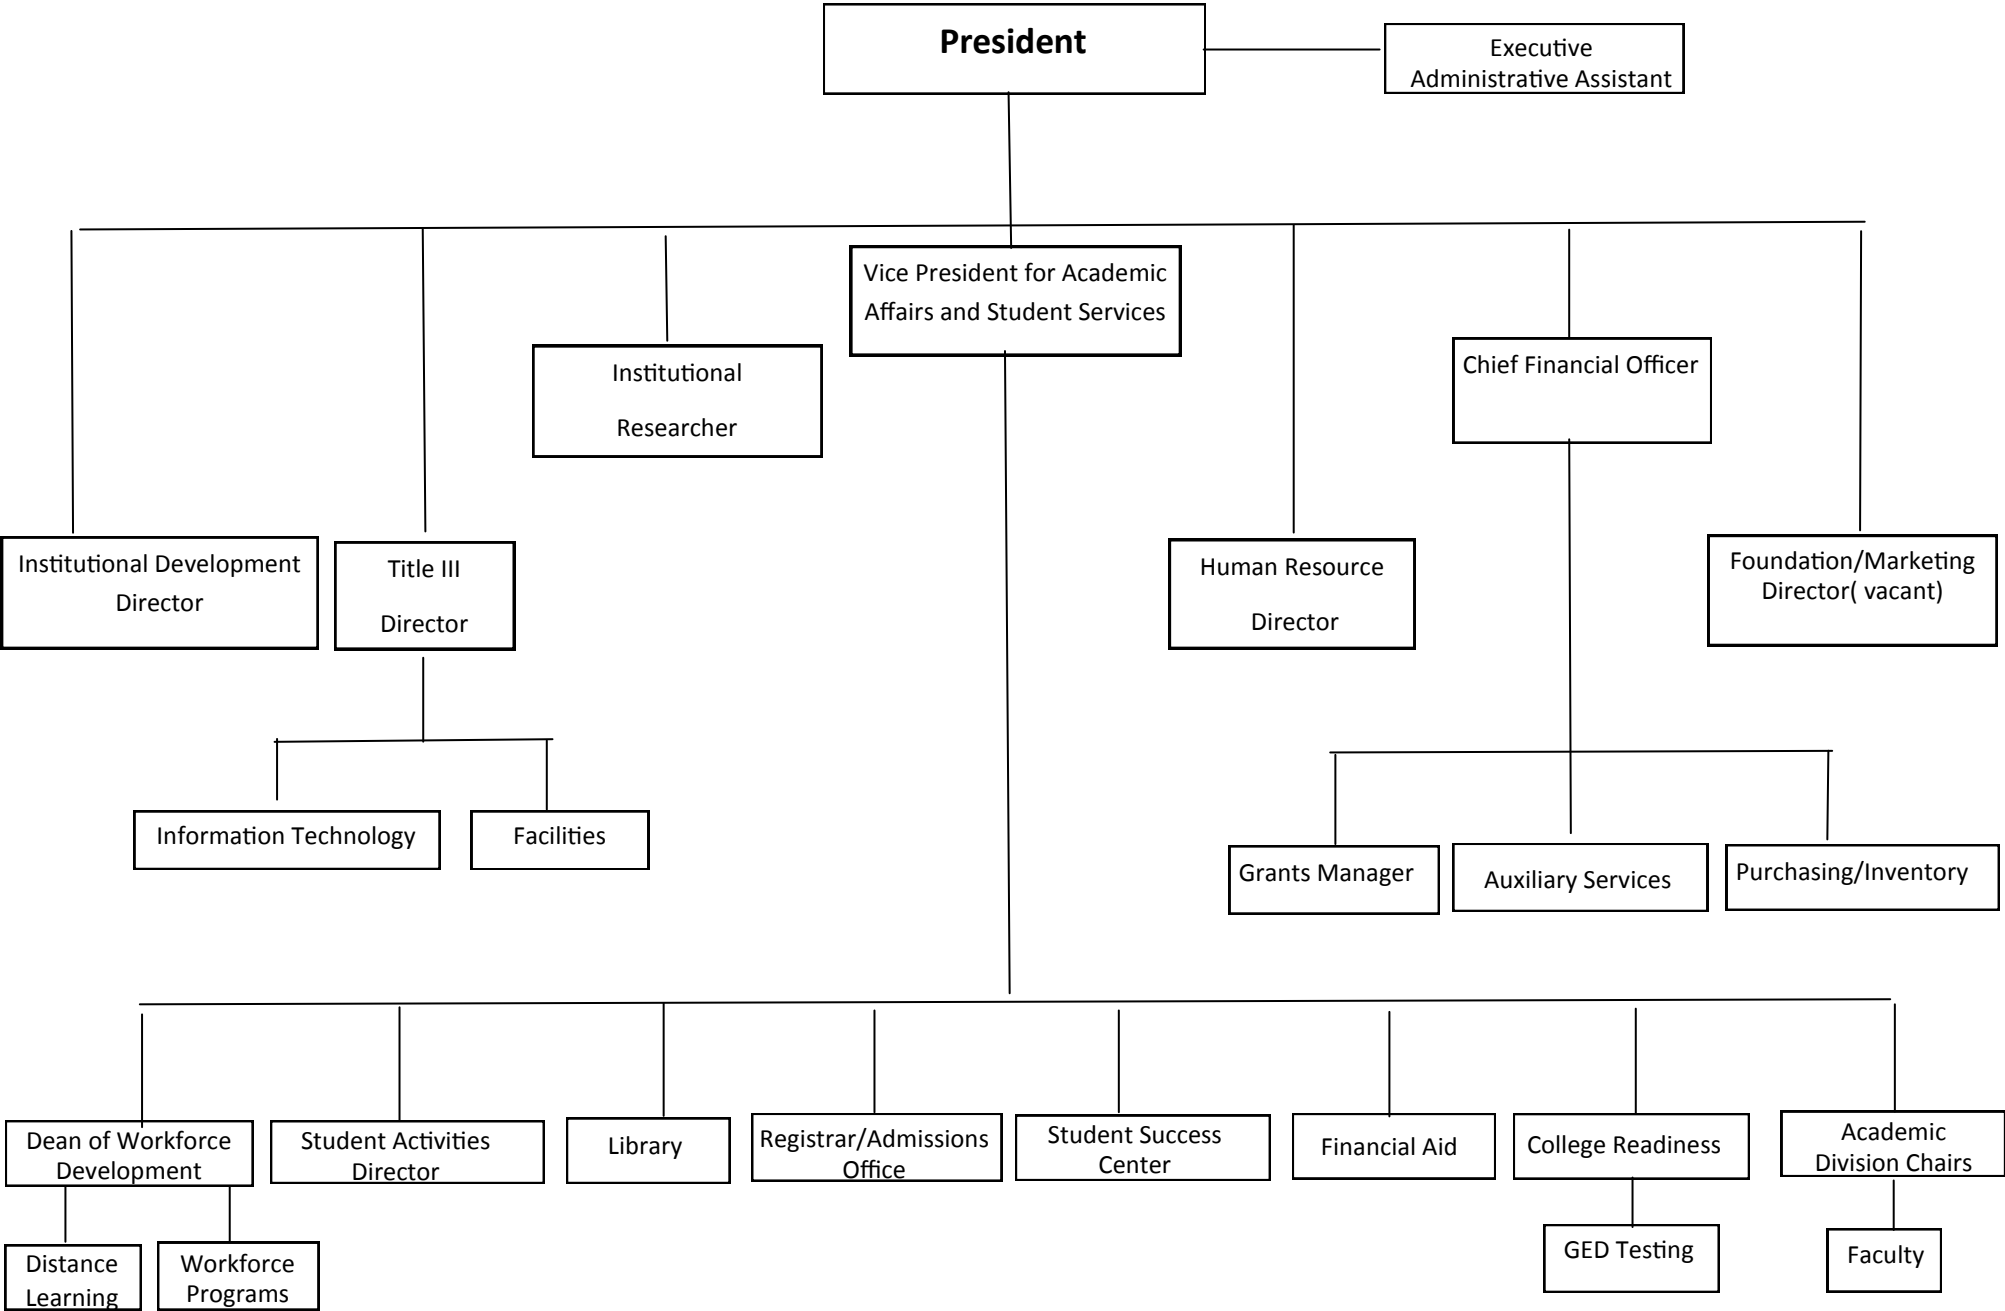 President
Executive
Administrative Assistant
Vice President for Academic
Affairs and Student Services
Institutional
Researcher
Chief Financial Officer
Institutional Development
Director
Title III
Director
Human Resource
Director
Foundation/Marketing
Director( vacant)
Information Technology
Facilities
Grants Manager
Auxiliary Services
Purchasing/Inventory
Dean of Workforce
Development
Student Activities
Director
Library
Registrar/Admissions
Office
Student Success
Center
Financial Aid
College Readiness
Academic
Division Chairs
Distance
Learning
Workforce
Programs
GED Testing
Faculty